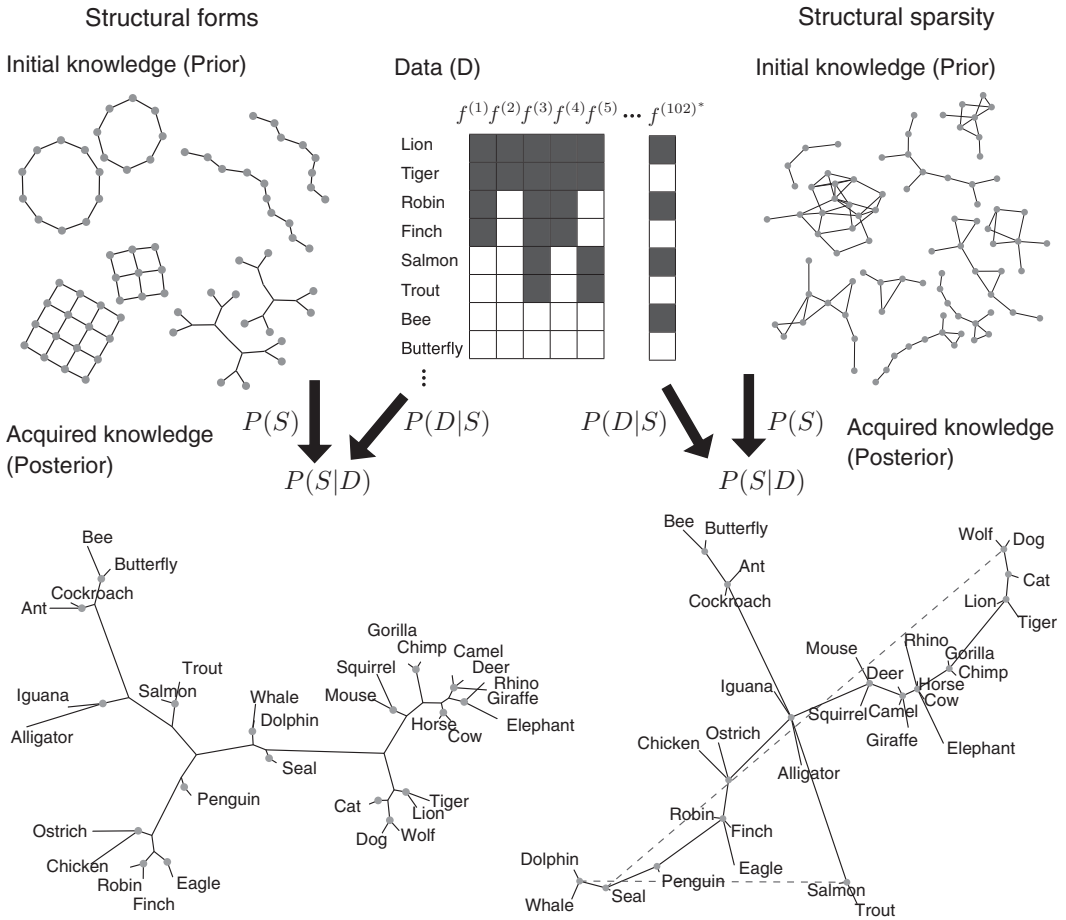 Structural forms
Structural sparsity
Initial knowledge (Prior)
Data (D)
Initial knowledge (Prior)
f(1) f(2) f(3) f(4) f(5) ... f(102)*
Lion
Tiger
Robin
Finch
Salmon
Trout
Bee
Butterfly
P(S)
P(D|S)
P(D|S)
P(S)
Acquired knowledge
(Posterior)
Acquired knowledge
(Posterior)
P(S|D)
P(S|D)
Bee
Butterfly
Cockroach
Ant
Trout
Salmon
Iguana
Alligator
Whale
Dolphin
Seal
Penguin
Ostrich
Chicken
Robin
Finch
Eagle
Gorilla
Chimp
Camel
Squirrel
Deer
Rhino
Mouse
Giraffe
Horse
Cow
Elephant
Cat
Tiger
Lion
Dog
Wolf
Bee
Butterfly
Ant
Cockroach
Wolf
Dog
Cat
Lion
Tiger
Mouse
Rhino
Gorilla
Chimp
Deer
Iguana
Horse
Cow
Squirrel
Camel
Giraffe
Elephant
Chicken
Ostrich
Alligator
Robin
Finch
Eagle
Dolphin
Penguin
Whale
Seal
Salmon
Trout